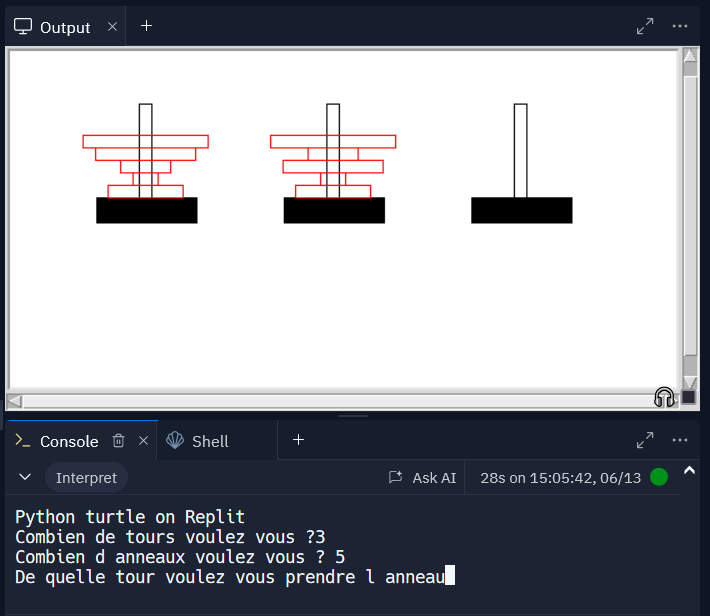 Output
Console
Shell
Interpret
Ask AI
28s on 15:05:42, 06/13
Python turtle on Replit
Combien de tours voulez vous ?3
Combien d anneaux voulez vous ? 5
De quelle tour voulez vous prendre l anneau